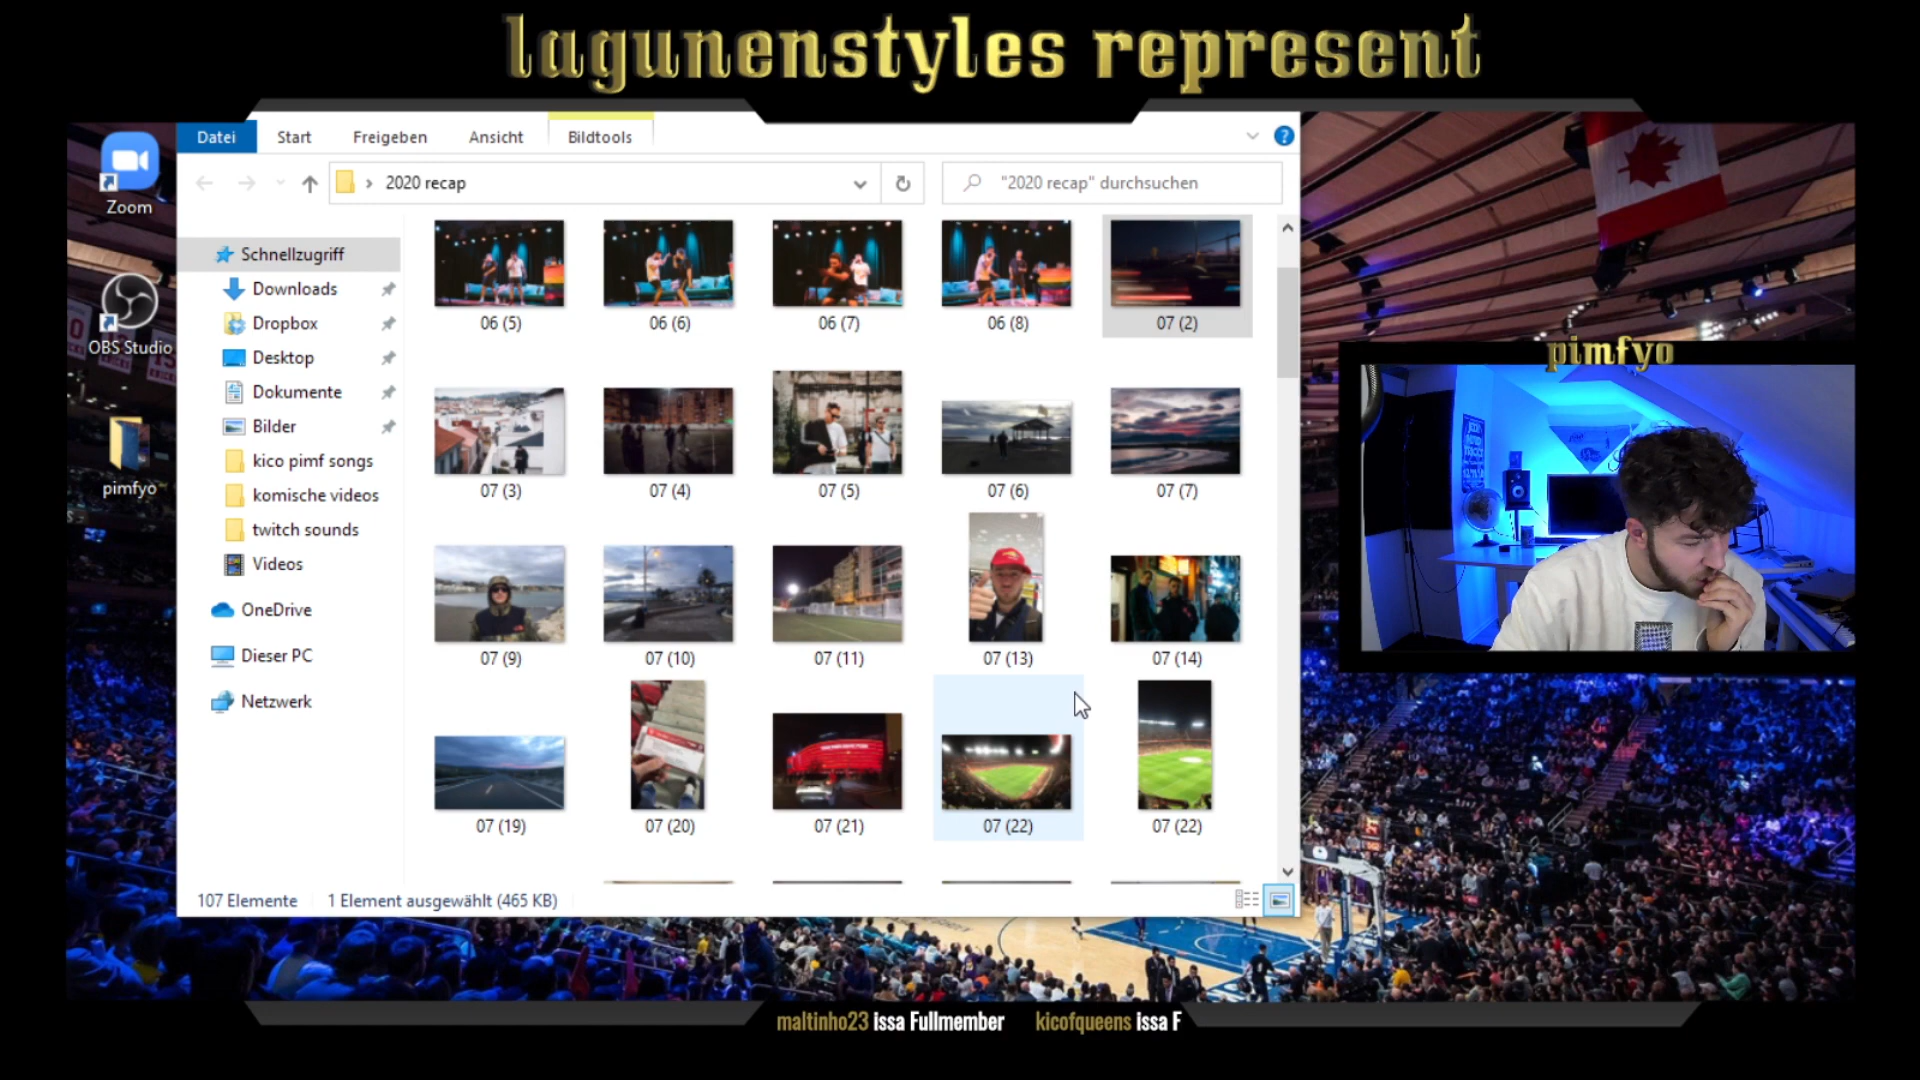 lagunenstyles represent
Datei Start Freigeben Ansicht Bildtools
2020 recap
"2020 recap" durchsuchen
Zoom
OBS Studio
pimfyo
Schnellzugriff
Downloads
Dropbox
Desktop
Dokumente
Bilder
kico pimf songs
komische videos
twitch sounds
Videos
OneDrive
Dieser PC
Netzwerk
06 (5) 06 (6) 06 (7) 06 (8) 07 (2)
07 (3) 07 (4) 07 (5) 07 (6) 07 (7)
07 (9) 07 (10) 07 (11) 07 (13) 07 (14)
07 (19) 07 (20) 07 (21) 07 (22) 07 (22)
107 Elemente 1 Element ausgewählt (465 KB)
pimfyo
maltinho23 issa Fullmember kicofqueens issa F